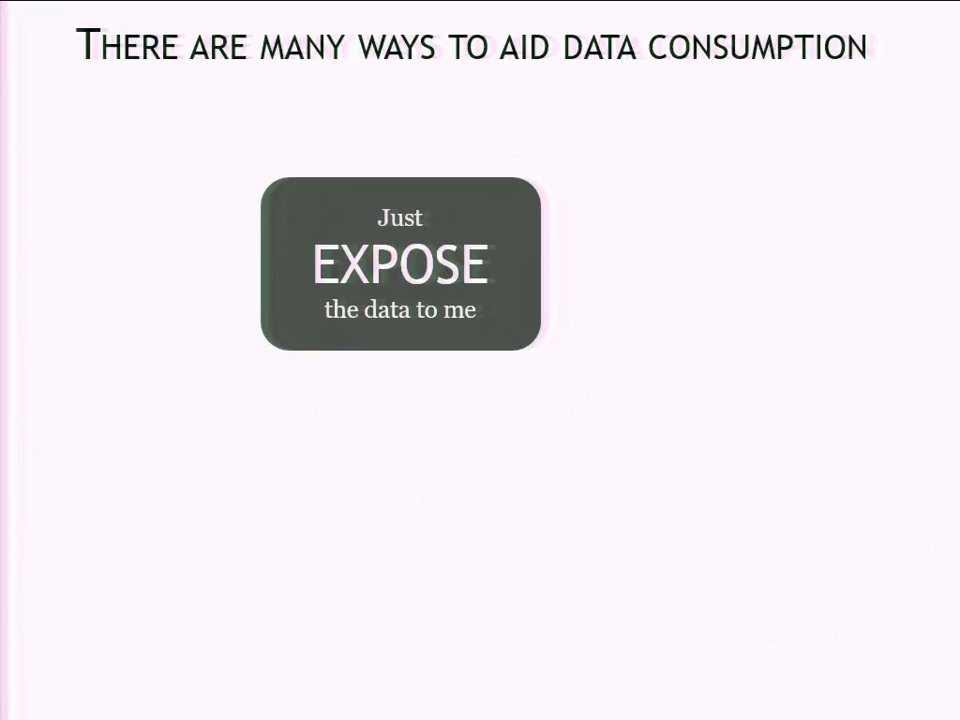 There are many ways to aid data consumption
Just
EXPOSE
the data to me